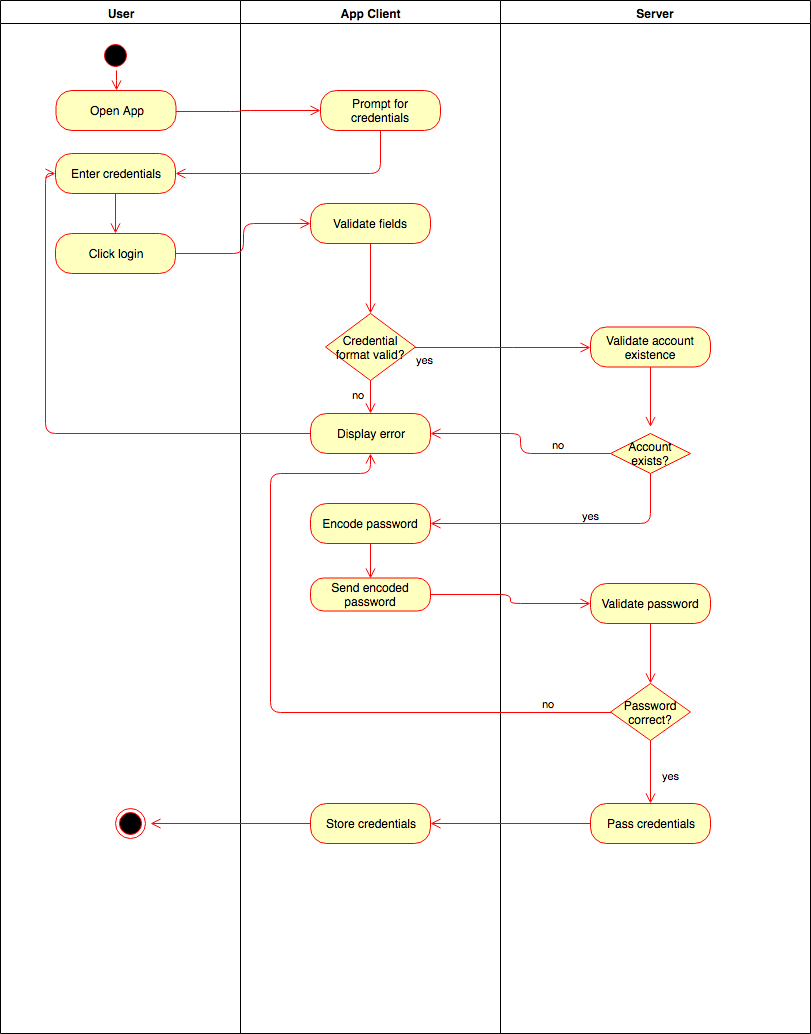 User
App Client
Server
Open App
Prompt for
credentials
Enter credentials
Click login
Validate fields
Credential
format valid?
yes
Validate account
existence
no
Display error
no
Account
exists?
Encode password
yes
Send encoded
password
Validate password
no
Password
correct?
yes
Store credentials
Pass credentials